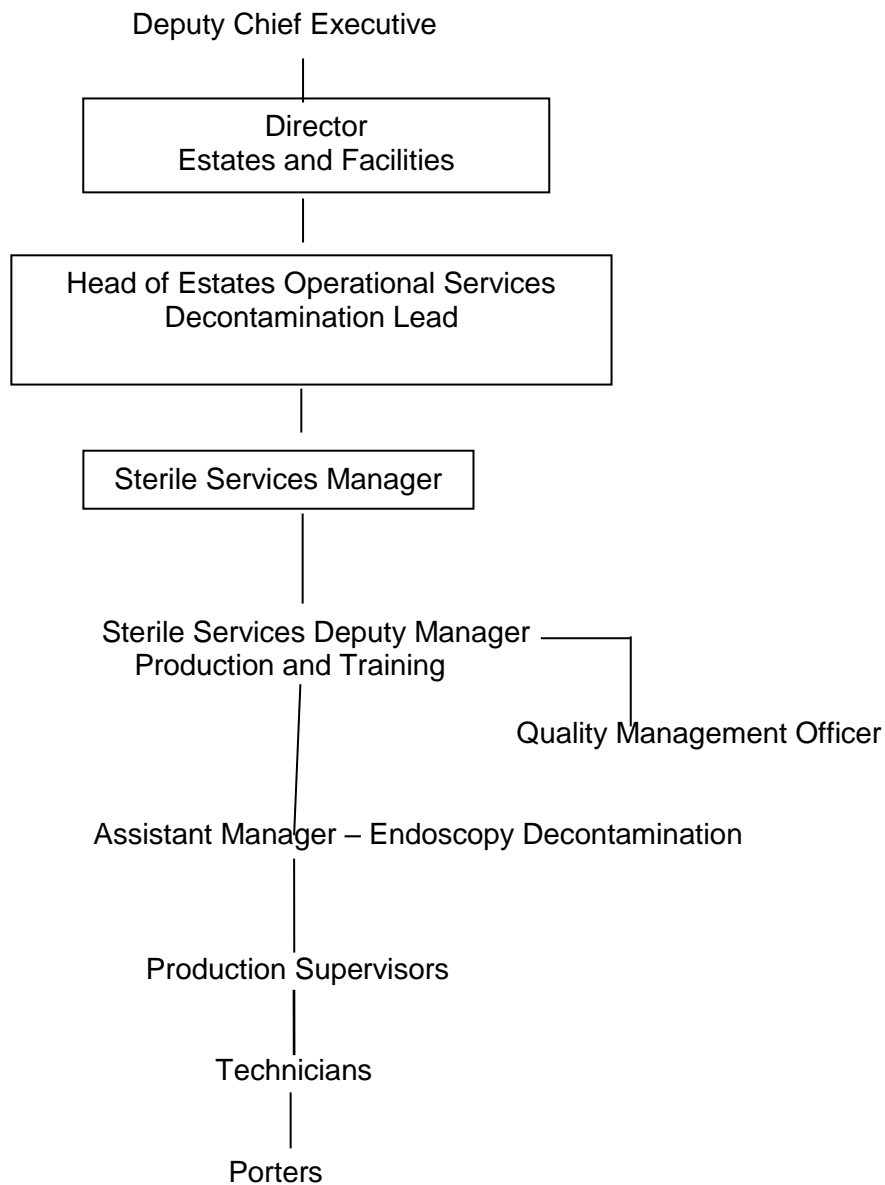 Deputy Chief Executive
Director
Estates and Facilities
Head of Estates Operational Services
Decontamination Lead
Sterile Services Manager
Sterile Services Deputy Manager
Production and Training
Quality Management Officer
Assistant Manager – Endoscopy Decontamination
Production Supervisors
Technicians
Porters